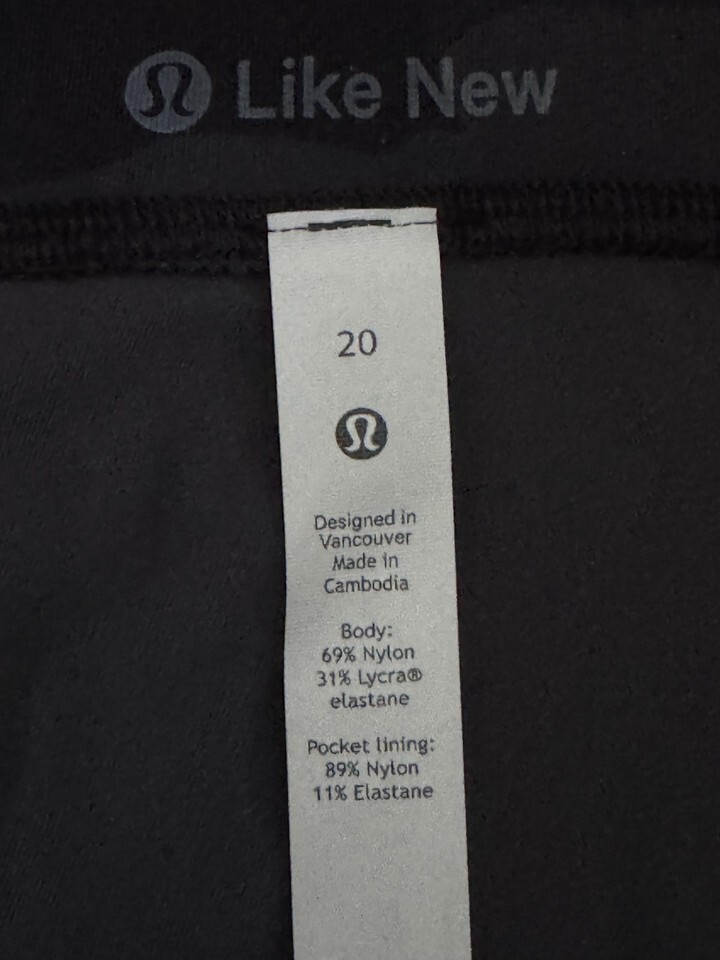 Like New
20
Designed in
Vancouver
Made in
Cambodia
Body:
69% Nylon
31% Lycra®
elastane
Pocket lining:
89% Nylon
11% Elastane